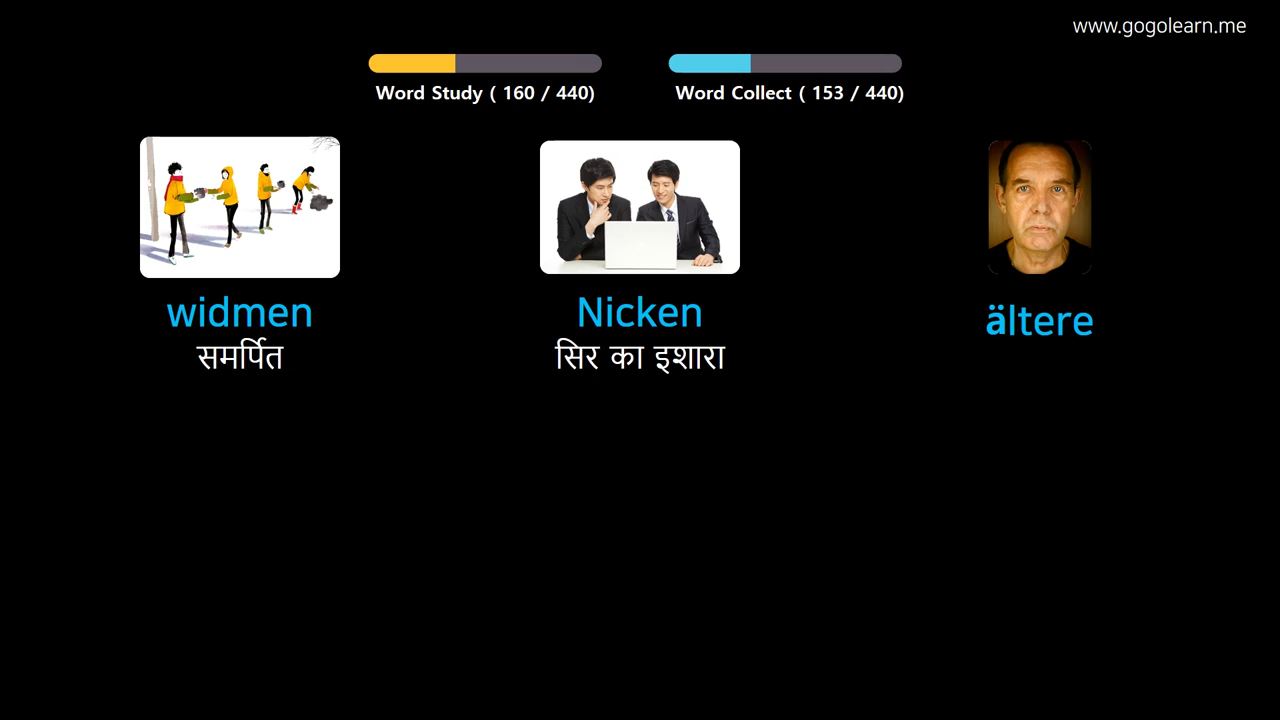 www.gogolearn.me
Word Study ( 160 / 440)
Word Collect ( 153 / 440)
widmen
समर्पित
Nicken
सिर का इशारा
ältere